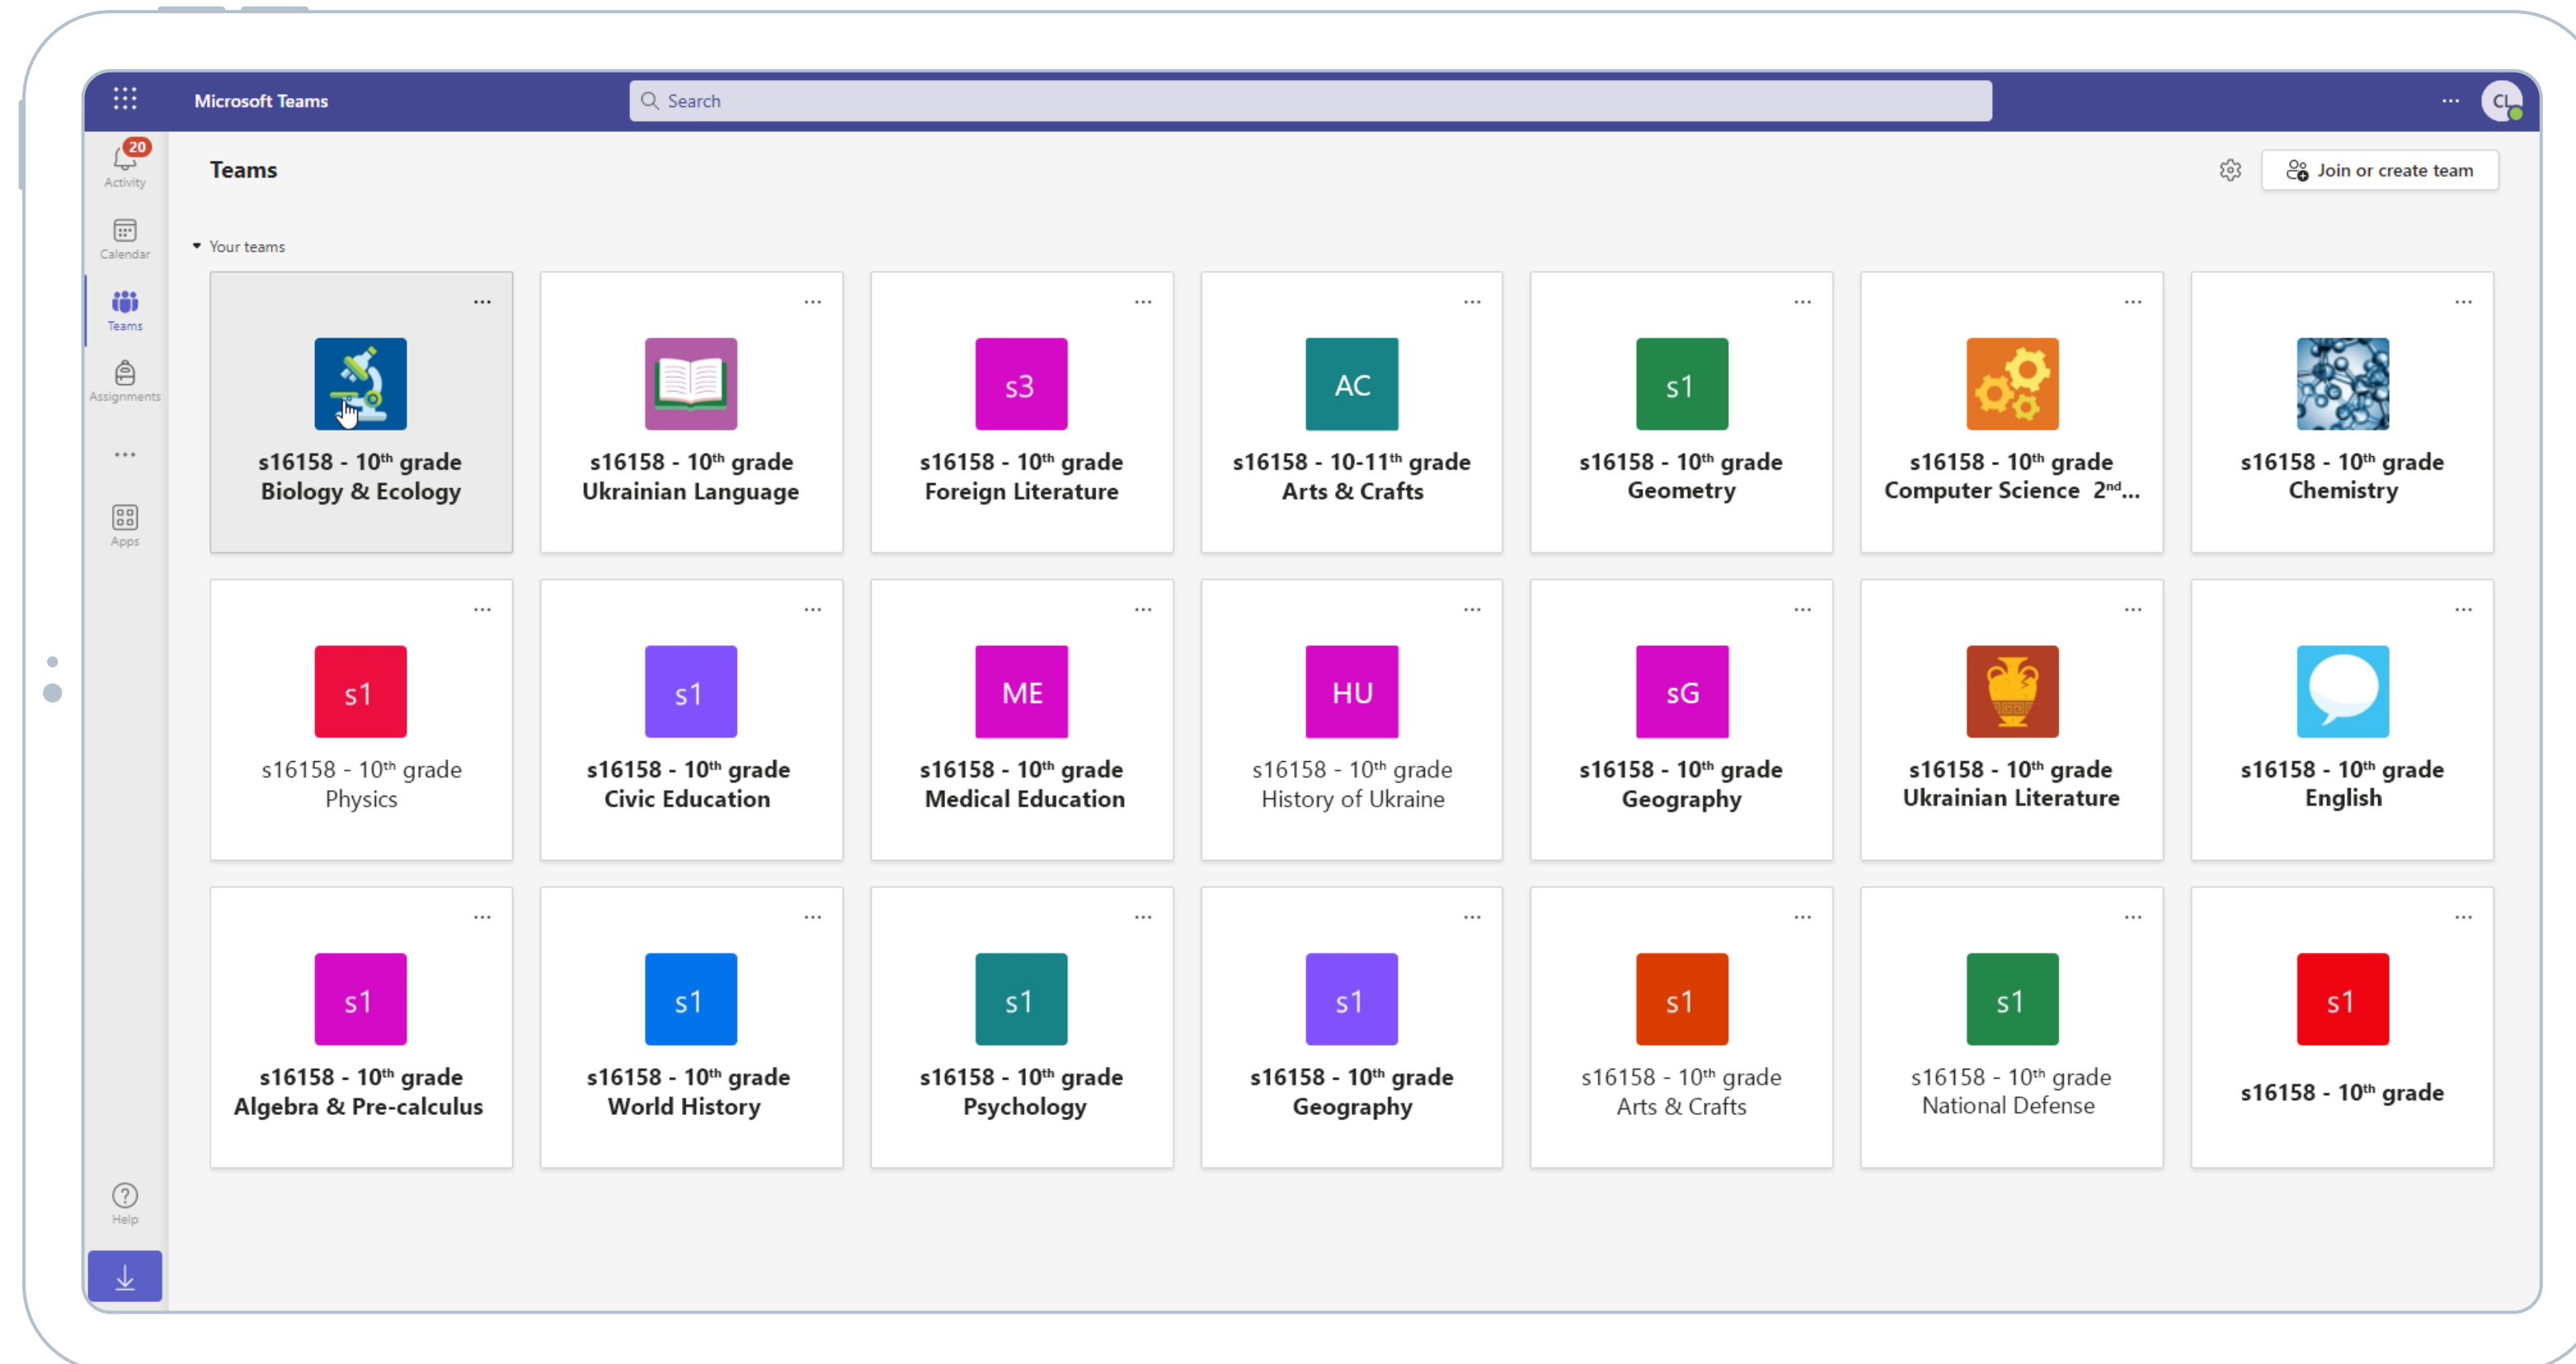 Microsoft Teams
Search
...
CL
20
Activity
Calendar
Teams
Assignments
...
Apps
Help
Teams
Join or create team
Your teams
...
s16158 - 10th grade
Biology & Ecology
...
s16158 - 10th grade
Ukrainian Language
...
s3
s16158 - 10th grade
Foreign Literature
...
AC
s16158 - 10-11th grade
Arts & Crafts
...
s1
s16158 - 10th grade
Geometry
...
s16158 - 10th grade
Computer Science 2nd...
...
s16158 - 10th grade
Chemistry
...
s1
s16158 - 10th grade
Physics
...
s1
s16158 - 10th grade
Civic Education
...
ME
s16158 - 10th grade
Medical Education
...
HU
s16158 - 10th grade
History of Ukraine
...
sG
s16158 - 10th grade
Geography
...
s16158 - 10th grade
Ukrainian Literature
...
s16158 - 10th grade
English
...
s1
s16158 - 10th grade
Algebra & Pre-calculus
...
s1
s16158 - 10th grade
World History
...
s1
s16158 - 10th grade
Psychology
...
s1
s16158 - 10th grade
Geography
...
s1
s16158 - 10th grade
Arts & Crafts
...
s1
s16158 - 10th grade
National Defense
...
s1
s16158 - 10th grade